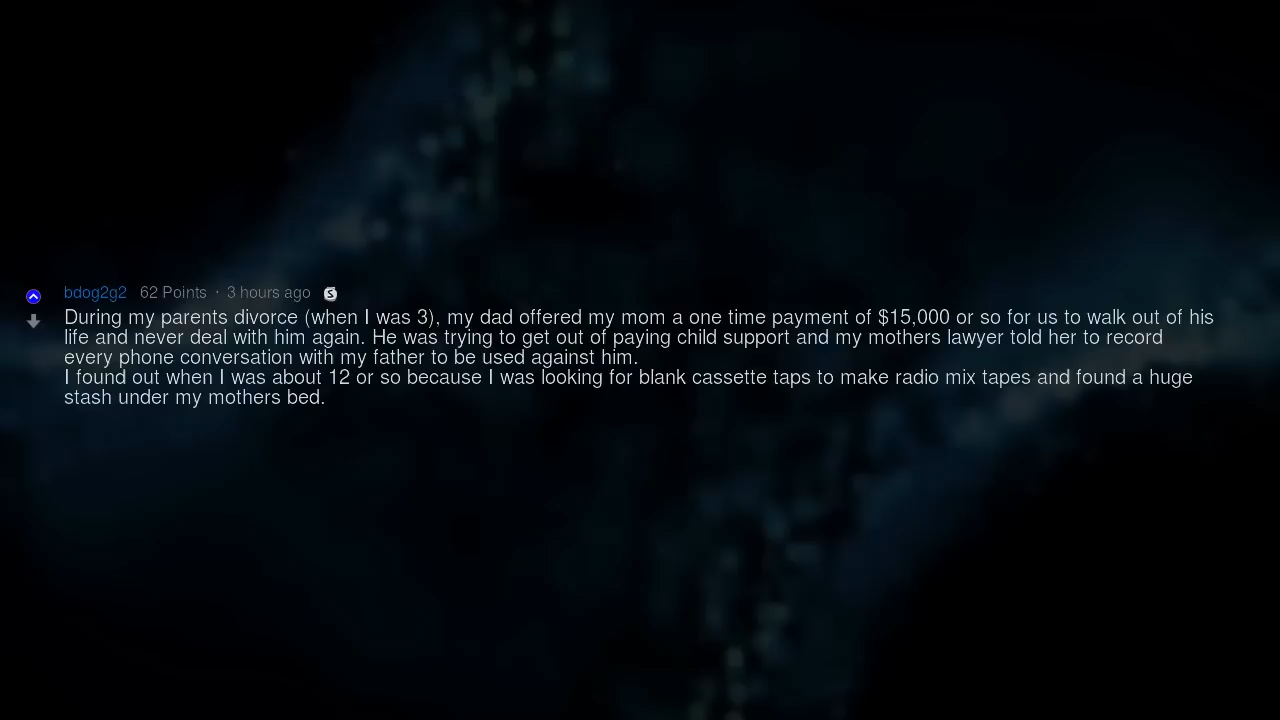 bdog2g2 62 Points · 3 hours ago
During my parents divorce (when I was 3), my dad offered my mom a one time payment of $15,000 or so for us to walk out of his
life and never deal with him again. He was trying to get out of paying child support and my mothers lawyer told her to record
every phone conversation with my father to be used against him.
I found out when I was about 12 or so because I was looking for blank cassette taps to make radio mix tapes and found a huge
stash under my mothers bed.